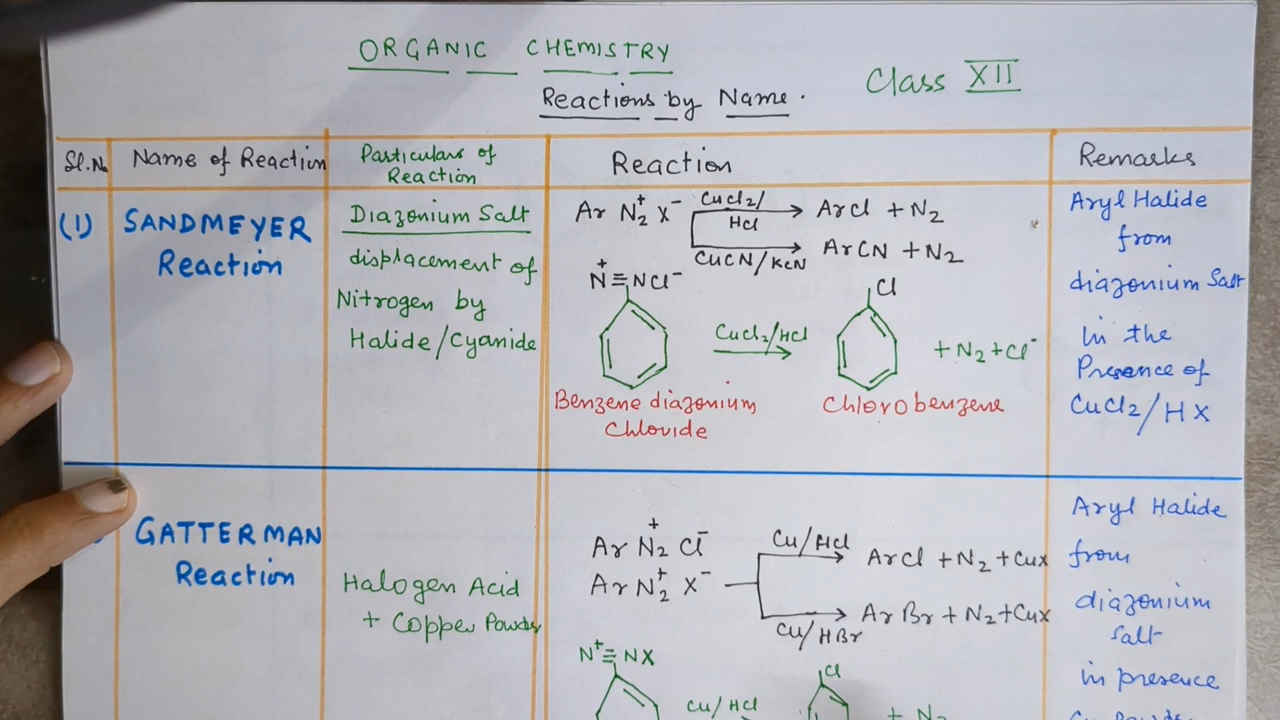 ORGANIC CHEMISTRY
Class XII
Reactions by Name.
Sl.No Name of Reaction Particulars of Reaction Reaction Remarks
(1) SANDMEYER
Reaction
Diazonium Salt
displacement of
Nitrogen by
Halide/Cyanide
Ar N₂⁺ X⁻ CuCl₂/ HCl → ArCl + N₂
CuCN/KCN → ArCN + N₂
N⁺≡NCl⁻
CuCl₂/HCl
Cl
+ N₂ + Cl⁻
Benzene diazonium
Chloride
Chlorobenzene
Aryl Halide
from
diazonium Salt
In the
Presence of
CuCl₂/HX
GATTERMAN
Reaction
Halogen Acid
+ Copper Powder
Ar N₂⁺ Cl⁻
Ar N₂⁺ X⁻
Cu/HCl → ArCl + N₂ + CuX
Cu/HBr → ArBr + N₂ + CuX
N⁺≡NX
Cu/HCl
Cl
+ N₂
Aryl Halide
from
diazonium
salt
in presence